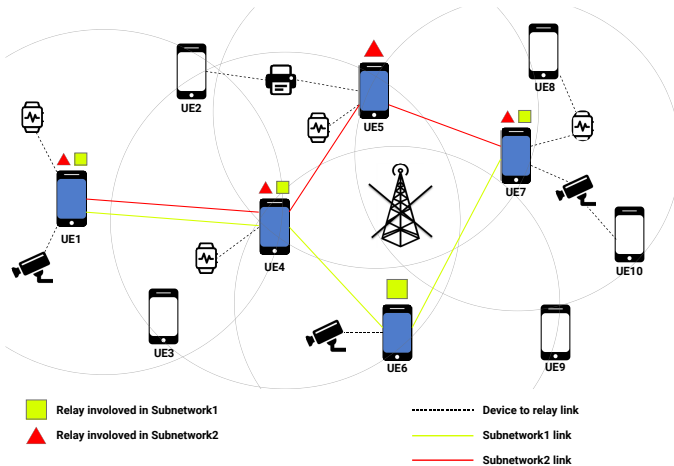 UE8
UE2
UE5
UE7
UE1
UE4
UE10
UE3
UE6
UE9
Relay involoved in Subnetwork1
Relay involoved in Subnetwork2
Device to relay link
Subnetwork1 link
Subnetwork2 link